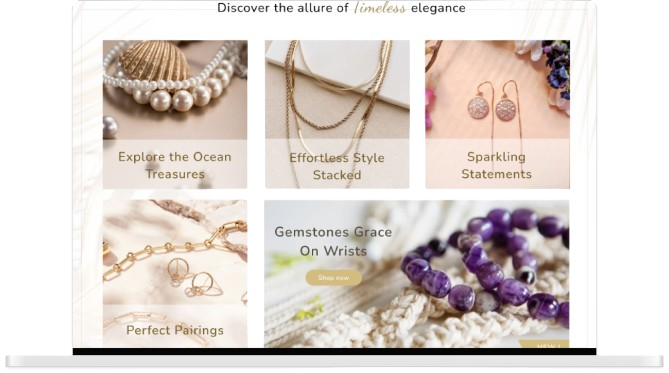 Discover the allure of Timeless elegance
Explore the Ocean
Treasures
Effortless Style
Stacked
Sparkling
Statements
Perfect Pairings
Gemstones Grace
On Wrists
Shop now
NEW !